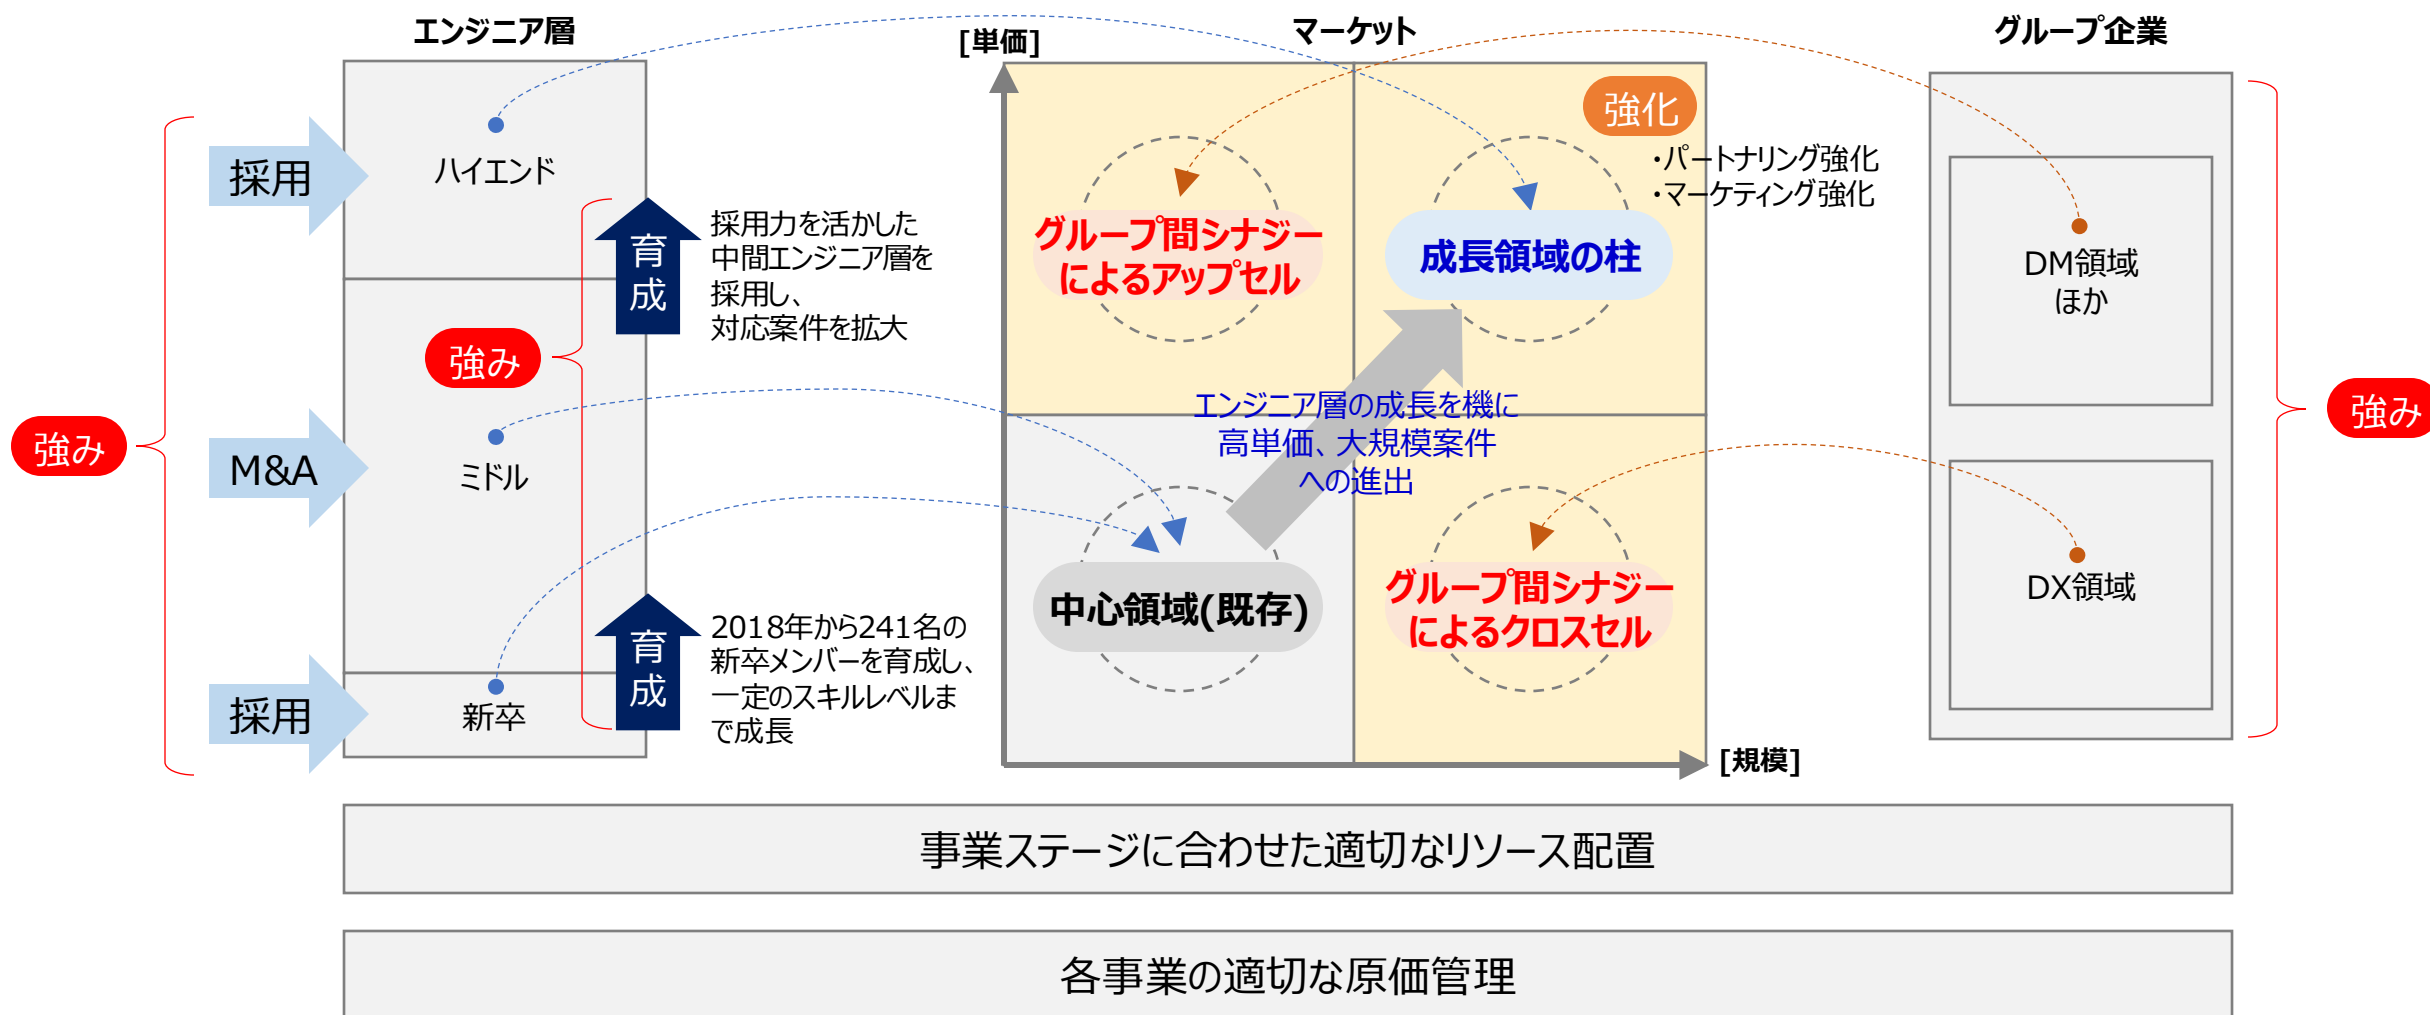 エンジニア層
マーケット
グループ企業
[単価]
強化
・パートナリング強化
・マーケティング強化
採用
ハイエンド
育
成
採用力を活かした
中間エンジニア層を
採用し、
対応案件を拡大
グループ間シナジー
によるアップセル
成長領域の柱
DM領域
ほか
強み
強み
強み
M&A
ミドル
エンジニア層の成長を機に
高単価、大規模案件
への進出
採用
新卒
育
成
2018年から241名の
新卒メンバーを育成し、
一定のスキルレベルま
で成長
中心領域(既存)
グループ間シナジー
によるクロスセル
DX領域
[規模]
事業ステージに合わせた適切なリソース配置
各事業の適切な原価管理